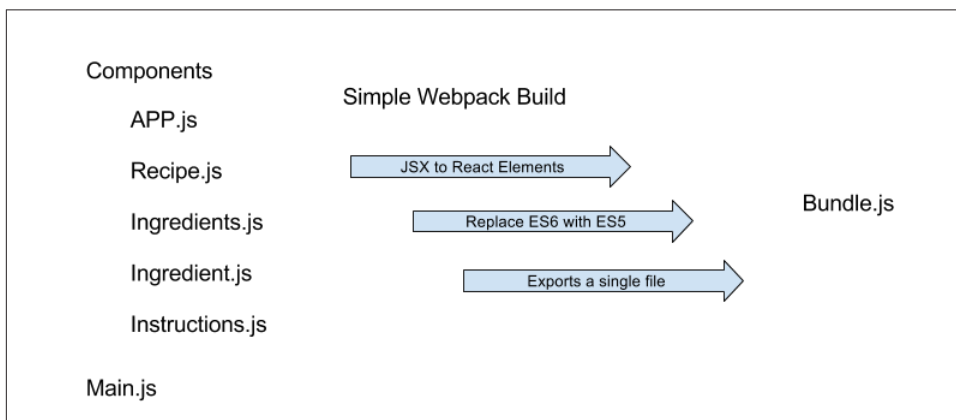 Components
APP.js
Recipe.js
Ingredients.js
Ingredient.js
Instructions.js
Main.js
Simple Webpack Build
JSX to React Elements
Replace ES6 with ES5
Exports a single file
Bundle.js